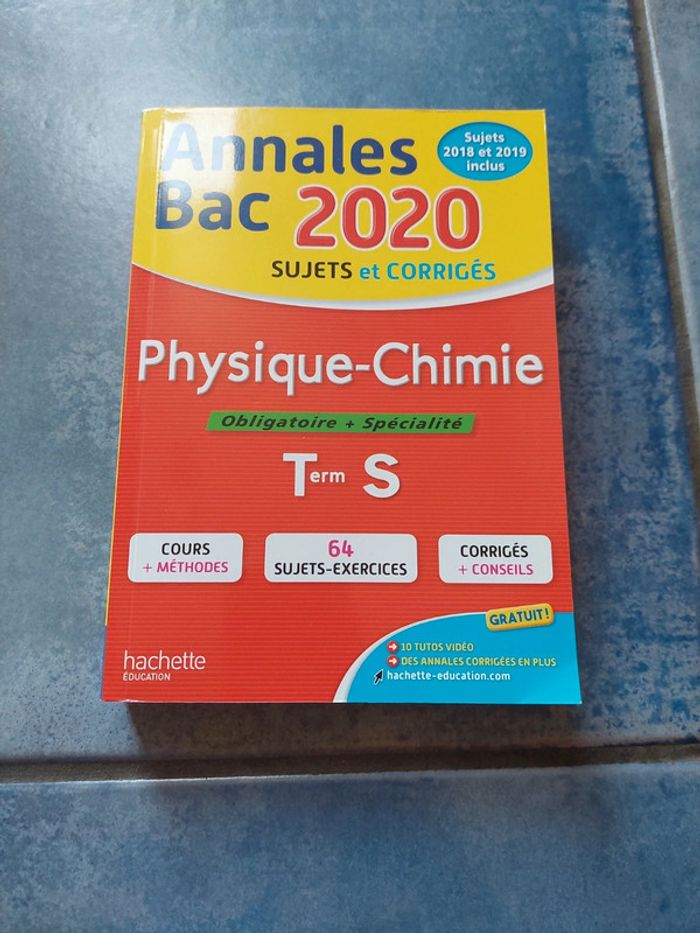 Annales
Bac 2020
SUJETS et CORRIGÉS
Sujets
2018 et 2019
inclus
Physique-Chimie
Obligatoire + Spécialité
Term S
COURS
+ MÉTHODES
64
SUJETS-EXERCICES
CORRIGÉS
+ CONSEILS
GRATUIT !
10 TUTOS VIDÉO
DES ANNALES CORRIGÉES EN PLUS
hachette-education.com
hachette
ÉDUCATION